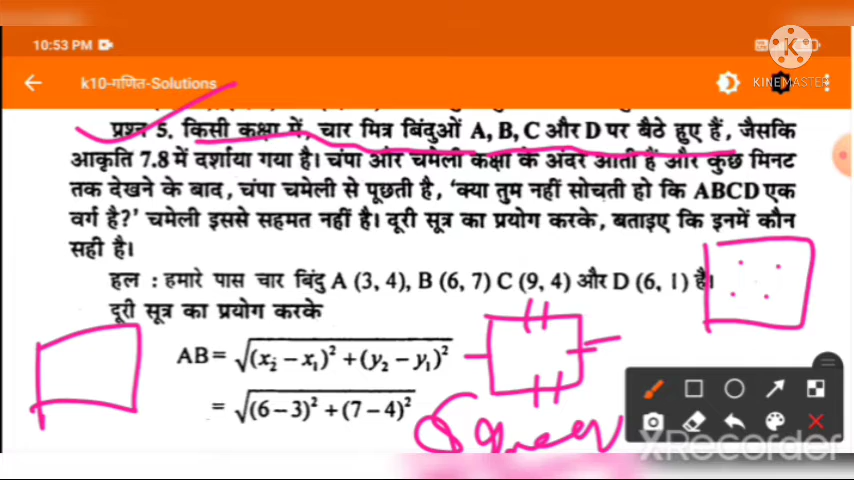 10:53 PM
KINEMASTER
k10-गणित-Solutions
प्रश्न 5. किसी कक्षा में, चार मित्र बिंदुओं A, B, C और D पर बैठे हुए हैं, जैसकि
आकृति 7.8 में दर्शाया गया है। चंपा और चमेली कक्षा के अंदर आती हैं और कुछ मिनट
तक देखने के बाद, चंपा चमेली से पूछती है, 'क्या तुम नहीं सोचती हो कि ABCD एक
वर्ग है?' चमेली इससे सहमत नहीं है। दूरी सूत्र का प्रयोग करके, बताइए कि इनमें कौन
सही है।
हल : हमारे पास चार बिंदु A (3, 4), B (6, 7) C (9, 4) और D (6, 1) है।
दूरी सूत्र का प्रयोग करके
AB = √(x₂ – x₁)² + (y₂ – y₁)²
= √(6 – 3)² + (7 – 4)²
XRecorder